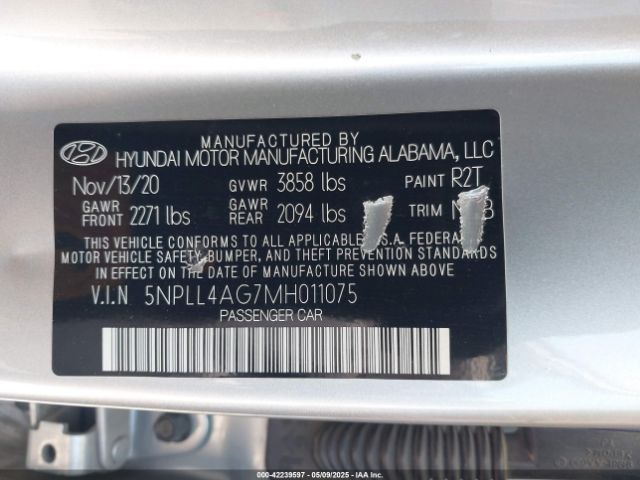 MANUFACTURED BY
HYUNDAI MOTOR MANUFACTURING ALABAMA, LLC
Nov/13/20 GVWR 3858 lbs PAINT R2T
GAWR FRONT 2271 lbs GAWR REAR 2094 lbs TRIM
THIS VEHICLE CONFORMS TO ALL APPLICABLE U.S.A. FEDERAL
MOTOR VEHICLE SAFETY, BUMPER, AND THEFT PREVENTION STANDARDS
IN EFFECT ON THE DATE OF MANUFACTURE SHOWN ABOVE.
V.I.N 5NPLL4AG7MH011075
PASSENGER CAR
000-42239597 - 05/09/2025 - IAA Inc.